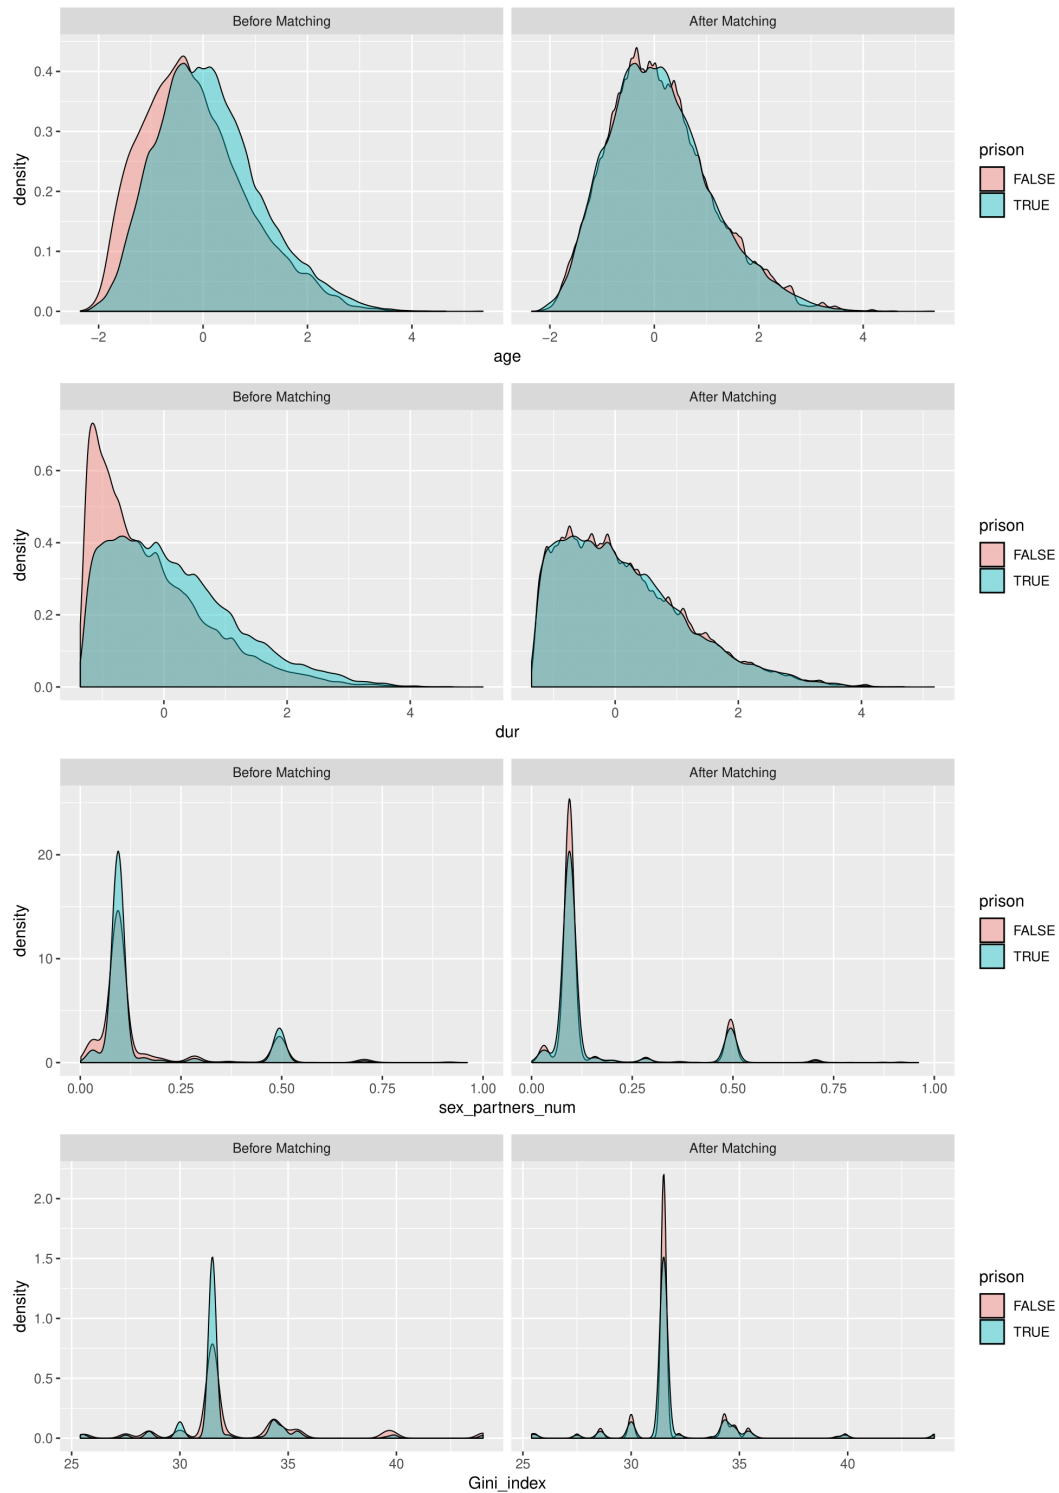 Before Matching After Matching
0.4
0.3
0.2
0.1
0.0
density
−2 0 2 4 −2 0 2 4
age
prison
FALSE
TRUE
Before Matching After Matching
0.6
0.4
0.2
0.0
density
0 2 4 0 2 4
dur
prison
FALSE
TRUE
Before Matching After Matching
20
10
0
density
0.00 0.25 0.50 0.75 1.00 0.00 0.25 0.50 0.75 1.00
sex_partners_num
prison
FALSE
TRUE
Before Matching After Matching
2.0
1.5
1.0
0.5
0.0
density
25 30 35 40 25 30 35 40
Gini_index
prison
FALSE
TRUE